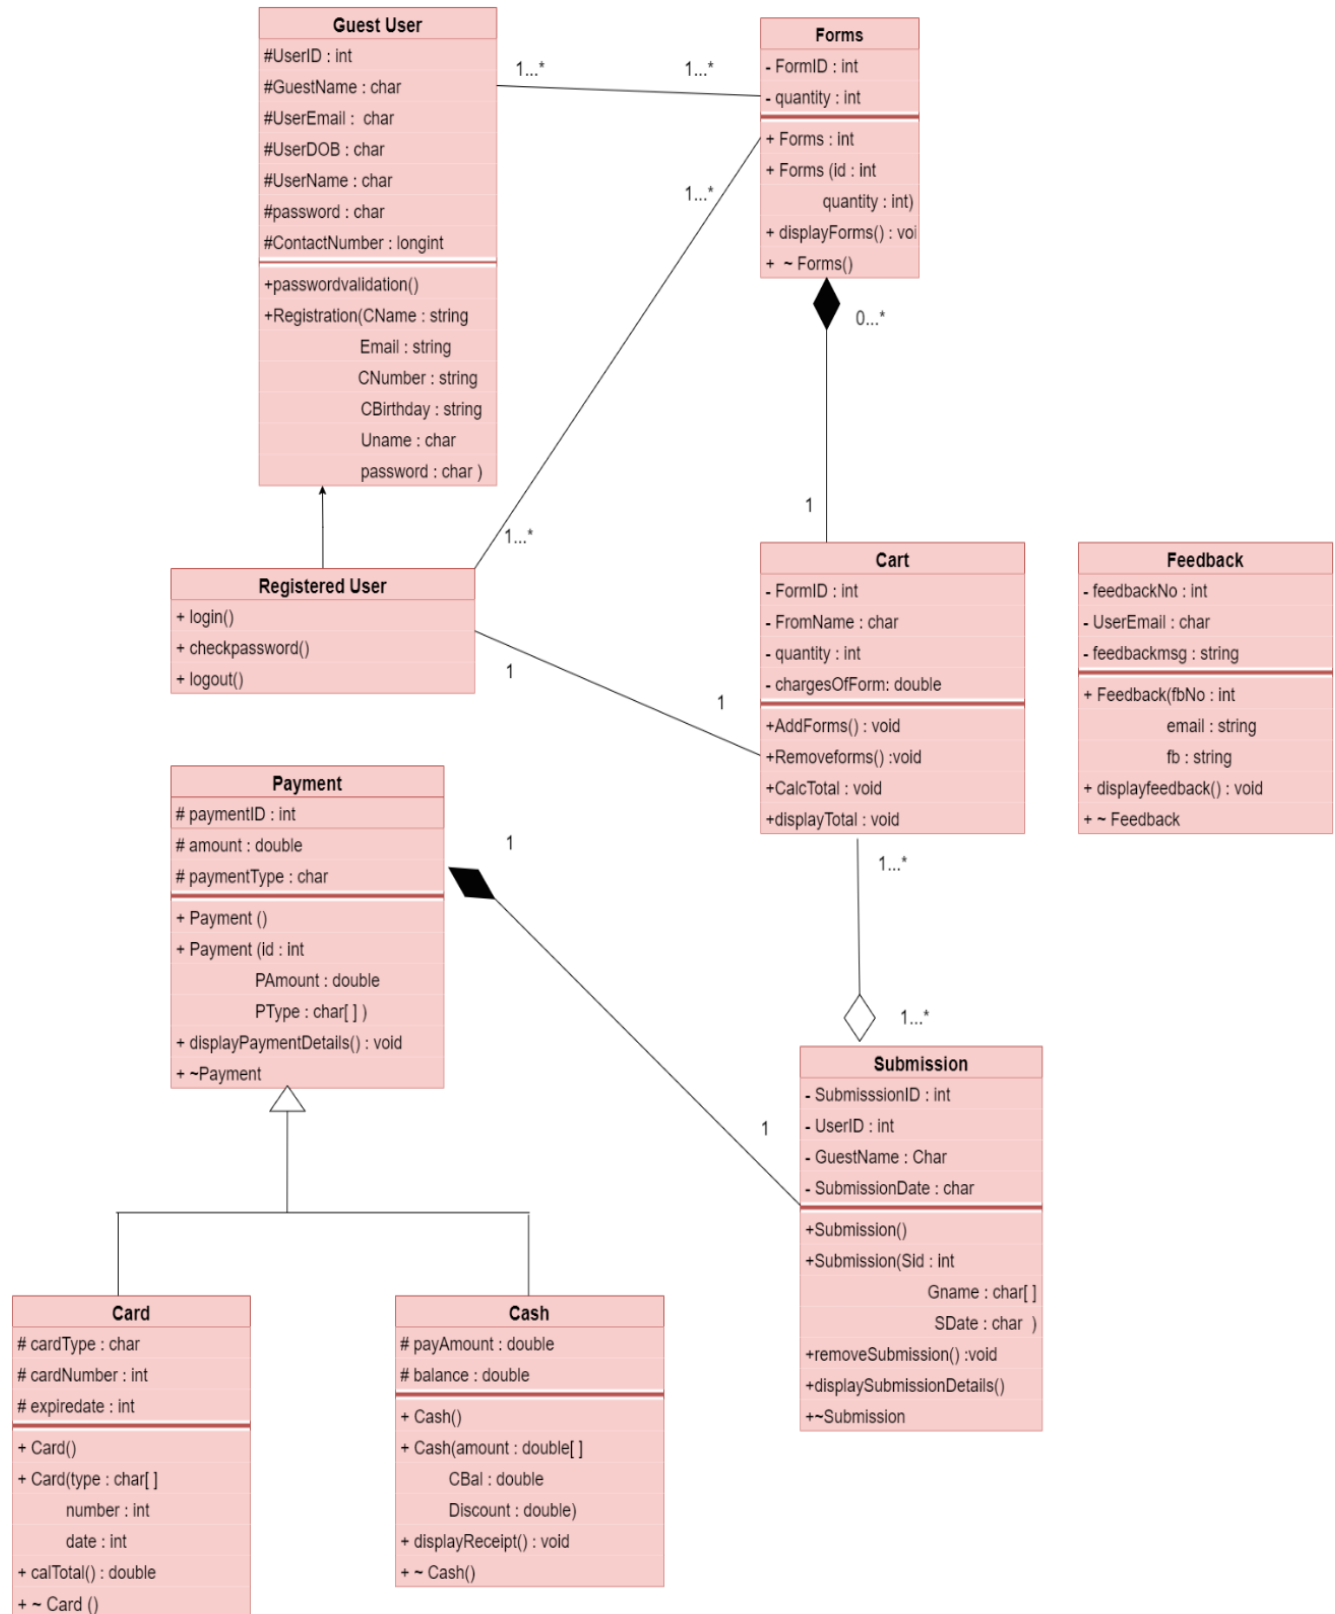 Guest User
#UserID : int
#GuestName : char
#UserEmail :  char
#UserDOB : char
#UserName : char
#password : char
#ContactNumber : longint
+passwordvalidation()
+Registration(CName : string
Email : string
CNumber : string
CBirthday : string
Uname : char
password : char )
1...*
1...*
Forms
- FormID : int
- quantity : int
+ Forms : int
+ Forms (id : int
quantity : int)
+ displayForms() : voi
+  ~ Forms()
1...*
0...*
1
1...*
Registered User
+ login()
+ checkpassword()
+ logout()
1
1
Cart
- FormID : int
- FromName : char
- quantity : int
- chargesOfForm: double
+AddForms() : void
+Removeforms() :void
+CalcTotal : void
+displayTotal : void
Feedback
- feedbackNo : int
- UserEmail : char
- feedbackmsg : string
+ Feedback(fbNo : int
email : string
fb : string
+ displayfeedback() : void
+ ~ Feedback
Payment
# paymentID : int
# amount : double
# paymentType : char
+ Payment ()
+ Payment (id : int
PAmount : double
PType : char[ ] )
+ displayPaymentDetails() : void
+ ~Payment
1
1
1...*
1...*
Submission
- SubmisssionID : int
- UserID : int
- GuestName : Char
- SubmissionDate : char
+Submission()
+Submission(Sid : int
Gname : char[ ]
SDate : char  )
+removeSubmission() :void
+displaySubmissionDetails()
+~Submission
Card
# cardType : char
# cardNumber : int
# expiredate : int
+ Card()
+ Card(type : char[ ]
number : int
date : int
+ calTotal() : double
+ ~ Card ()
Cash
# payAmount : double
# balance : double
+ Cash()
+ Cash(amount : double[ ]
CBal : double
Discount : double)
+ displayReceipt() : void
+ ~ Cash()